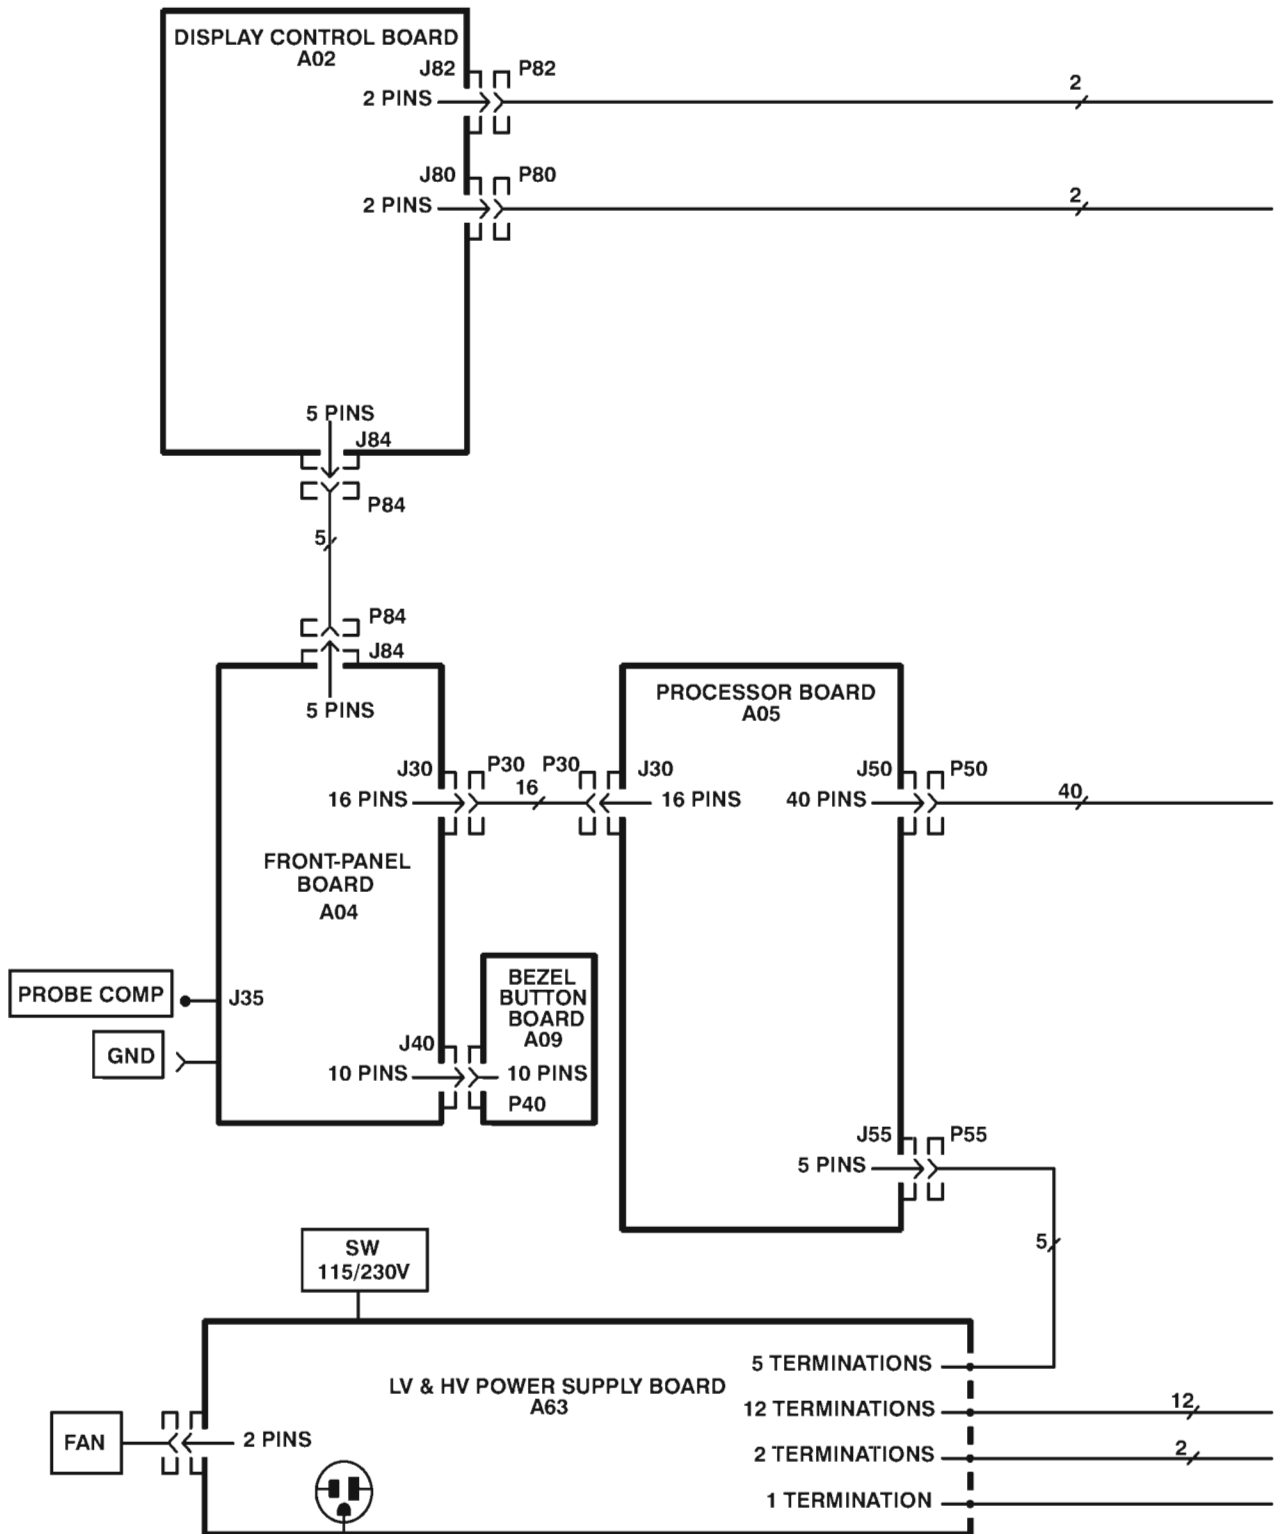 DISPLAY CONTROL BOARD
A02
J82
P82
2 PINS
2
J80
P80
2 PINS
2
5 PINS
J84
P84
5
P84
J84
5 PINS
PROCESSOR BOARD
A05
J30
P30
P30
J30
J50
P50
16 PINS
16
16 PINS
40 PINS
40
FRONT-PANEL
BOARD
A04
PROBE COMP
J35
GND
BEZEL
BUTTON
BOARD
A09
J40
10 PINS
10 PINS
P40
J55
P55
5 PINS
5
SW
115/230V
LV & HV POWER SUPPLY BOARD
A63
5 TERMINATIONS
12 TERMINATIONS
12
FAN
2 PINS
2 TERMINATIONS
2
1 TERMINATION